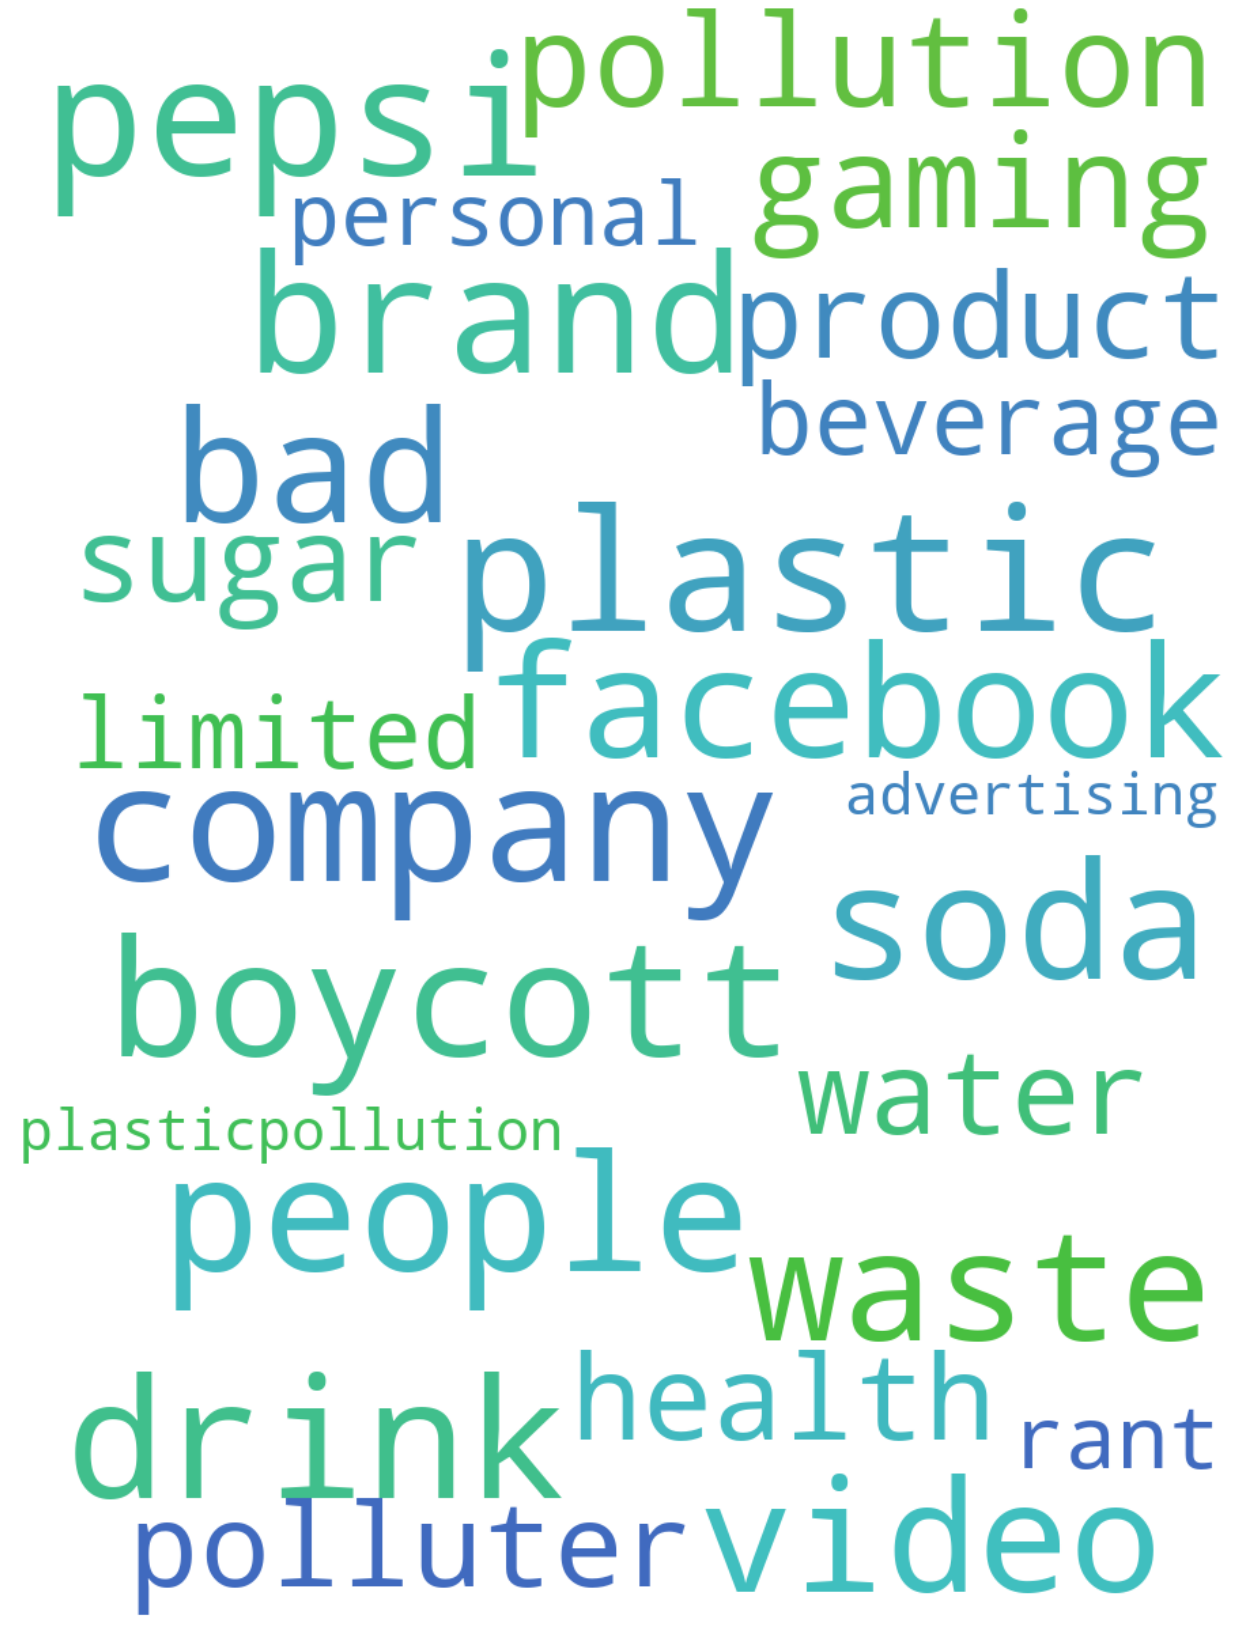 pollution
pepsi
gaming
personal
brand
product
beverage
bad
sugar
plastic
facebook
limited
company
advertising
soda
boycott
water
plasticpollution
people
waste
drink
health
rant
polluter
video